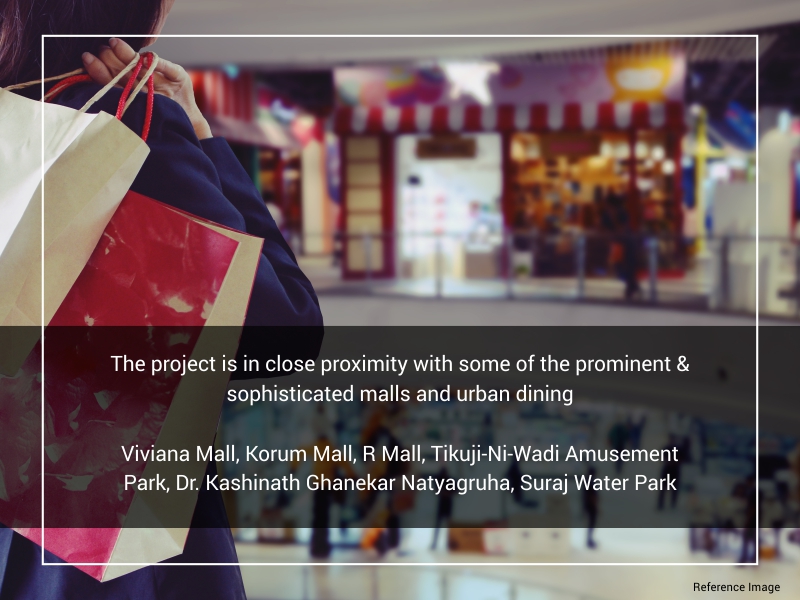 The project is in close proximity with some of the prominent &
sophisticated malls and urban dining
Viviana Mall, Korum Mall, R Mall, Tikuji-Ni-Wadi Amusement
Park, Dr. Kashinath Ghanekar Natyagruha, Suraj Water Park
Reference Image